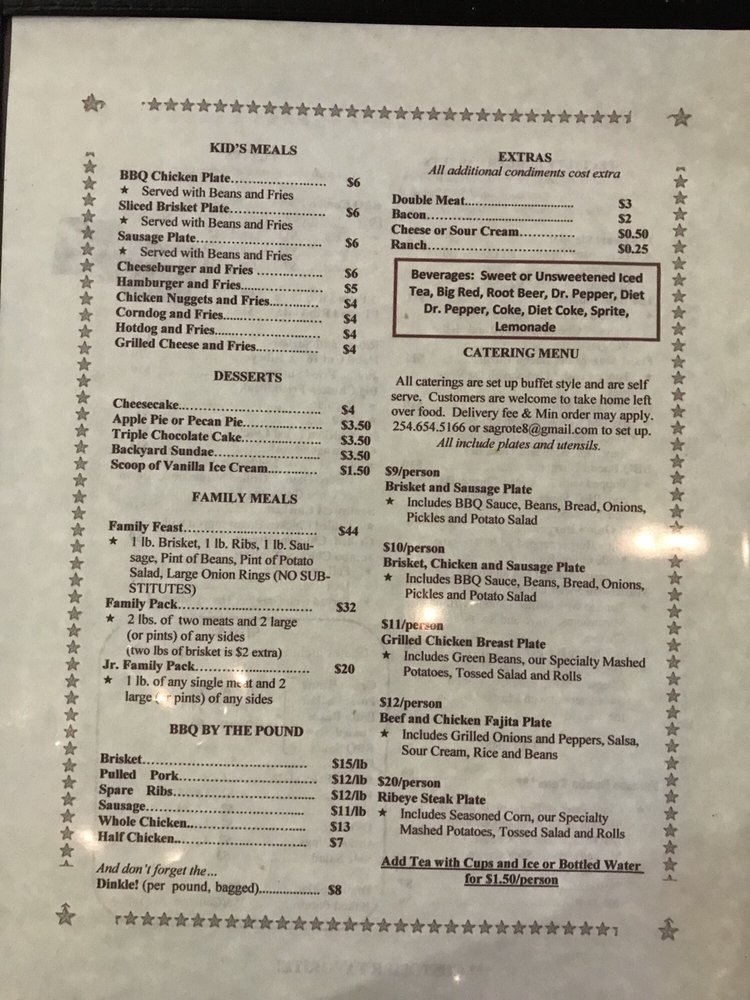 KID'S MEALS
BBQ Chicken Plate........................ $6
★ Served with Beans and Fries
Sliced Brisket Plate........................ $6
★ Served with Beans and Fries
Sausage Plate................................ $6
★ Served with Beans and Fries
Cheeseburger and Fries ................. $6
Hamburger and Fries..................... $5
Chicken Nuggets and Fries............ $4
Corndog and Fries......................... $4
Hotdog and Fries........................... $4
Grilled Cheese and Fries............... $4
DESSERTS
Cheesecake.................................... $4
Apple Pie or Pecan Pie.................... $3.50
Triple Chocolate Cake.................... $3.50
Backyard Sundae........................... $3.50
Scoop of Vanilla Ice Cream............ $1.50
FAMILY MEALS
Family Feast.................................. $44
★ 1 lb. Brisket, 1 lb. Ribs, 1 lb. Sau-
sage, Pint of Beans, Pint of Potato
Salad, Large Onion Rings (NO SUB-
STITUTES)
Family Pack................................... $32
★ 2 lbs. of two meats and 2 large
(or pints) of any sides
(two lbs of brisket is $2 extra)
Jr. Family Pack............................. $20
★ 1 lb. of any single meat and 2
large (or pints) of any sides
BBQ BY THE POUND
Brisket.......................................... $15/lb
Pulled Pork................................... $12/lb
Spare Ribs.................................... $12/lb
Sausage........................................ $11/lb
Whole Chicken.............................. $13
Half Chicken................................. $7
And don't forget the...
Dinkle! (per pound, bagged)............... $8
EXTRAS
All additional condiments cost extra
Double Meat............................... $3
Bacon.......................................... $2
Cheese or Sour Cream............. $0.50
Ranch.......................................... $0.25
Beverages: Sweet or Unsweetened Iced
Tea, Big Red, Root Beer, Dr. Pepper, Diet
Dr. Pepper, Coke, Diet Coke, Sprite,
Lemonade
CATERING MENU
All caterings are set up buffet style and are self
serve. Customers are welcome to take home left
over food. Delivery fee & Min order may apply.
254.654.5166 or sagrote8@gmail.com to set up.
All include plates and utensils.
$9/person
Brisket and Sausage Plate
★ Includes BBQ Sauce, Beans, Bread, Onions,
Pickles and Potato Salad
$10/person
Brisket, Chicken and Sausage Plate
★ Includes BBQ Sauce, Beans, Bread, Onions,
Pickles and Potato Salad
$11/person
Grilled Chicken Breast Plate
★ Includes Green Beans, our Specialty Mashed
Potatoes, Tossed Salad and Rolls
$12/person
Beef and Chicken Fajita Plate
★ Includes Grilled Onions and Peppers, Salsa,
Sour Cream, Rice and Beans
$20/person
Ribeye Steak Plate
★ Includes Seasoned Corn, our Specialty
Mashed Potatoes, Tossed Salad and Rolls
Add Tea with Cups and Ice or Bottled Water
for $1.50/person